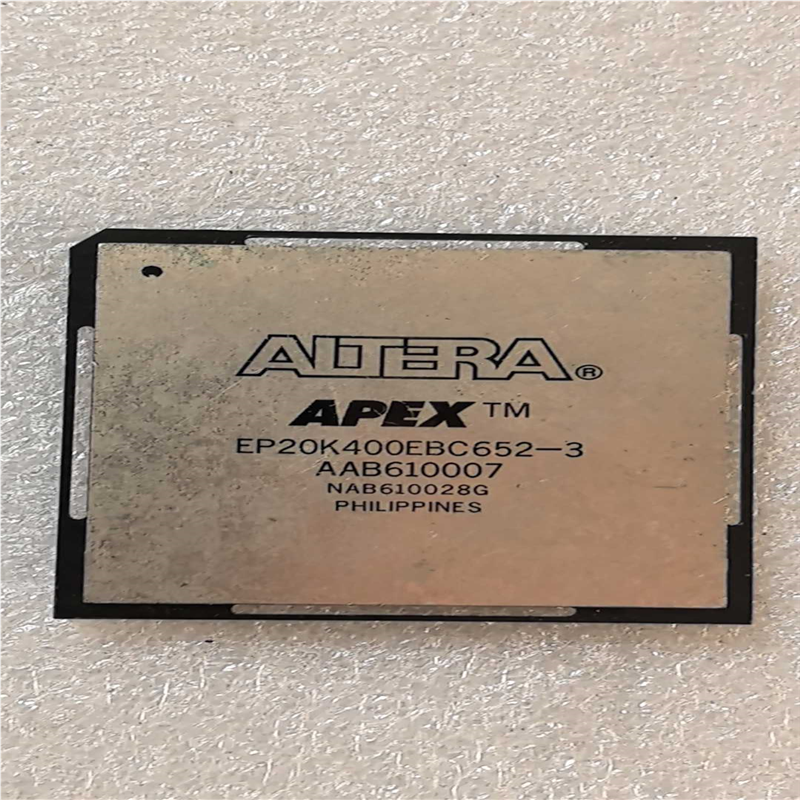 ALTERA®
APEX™
EP20K400EBC652-3
AAB610007
NAB610028G
PHILIPPINES